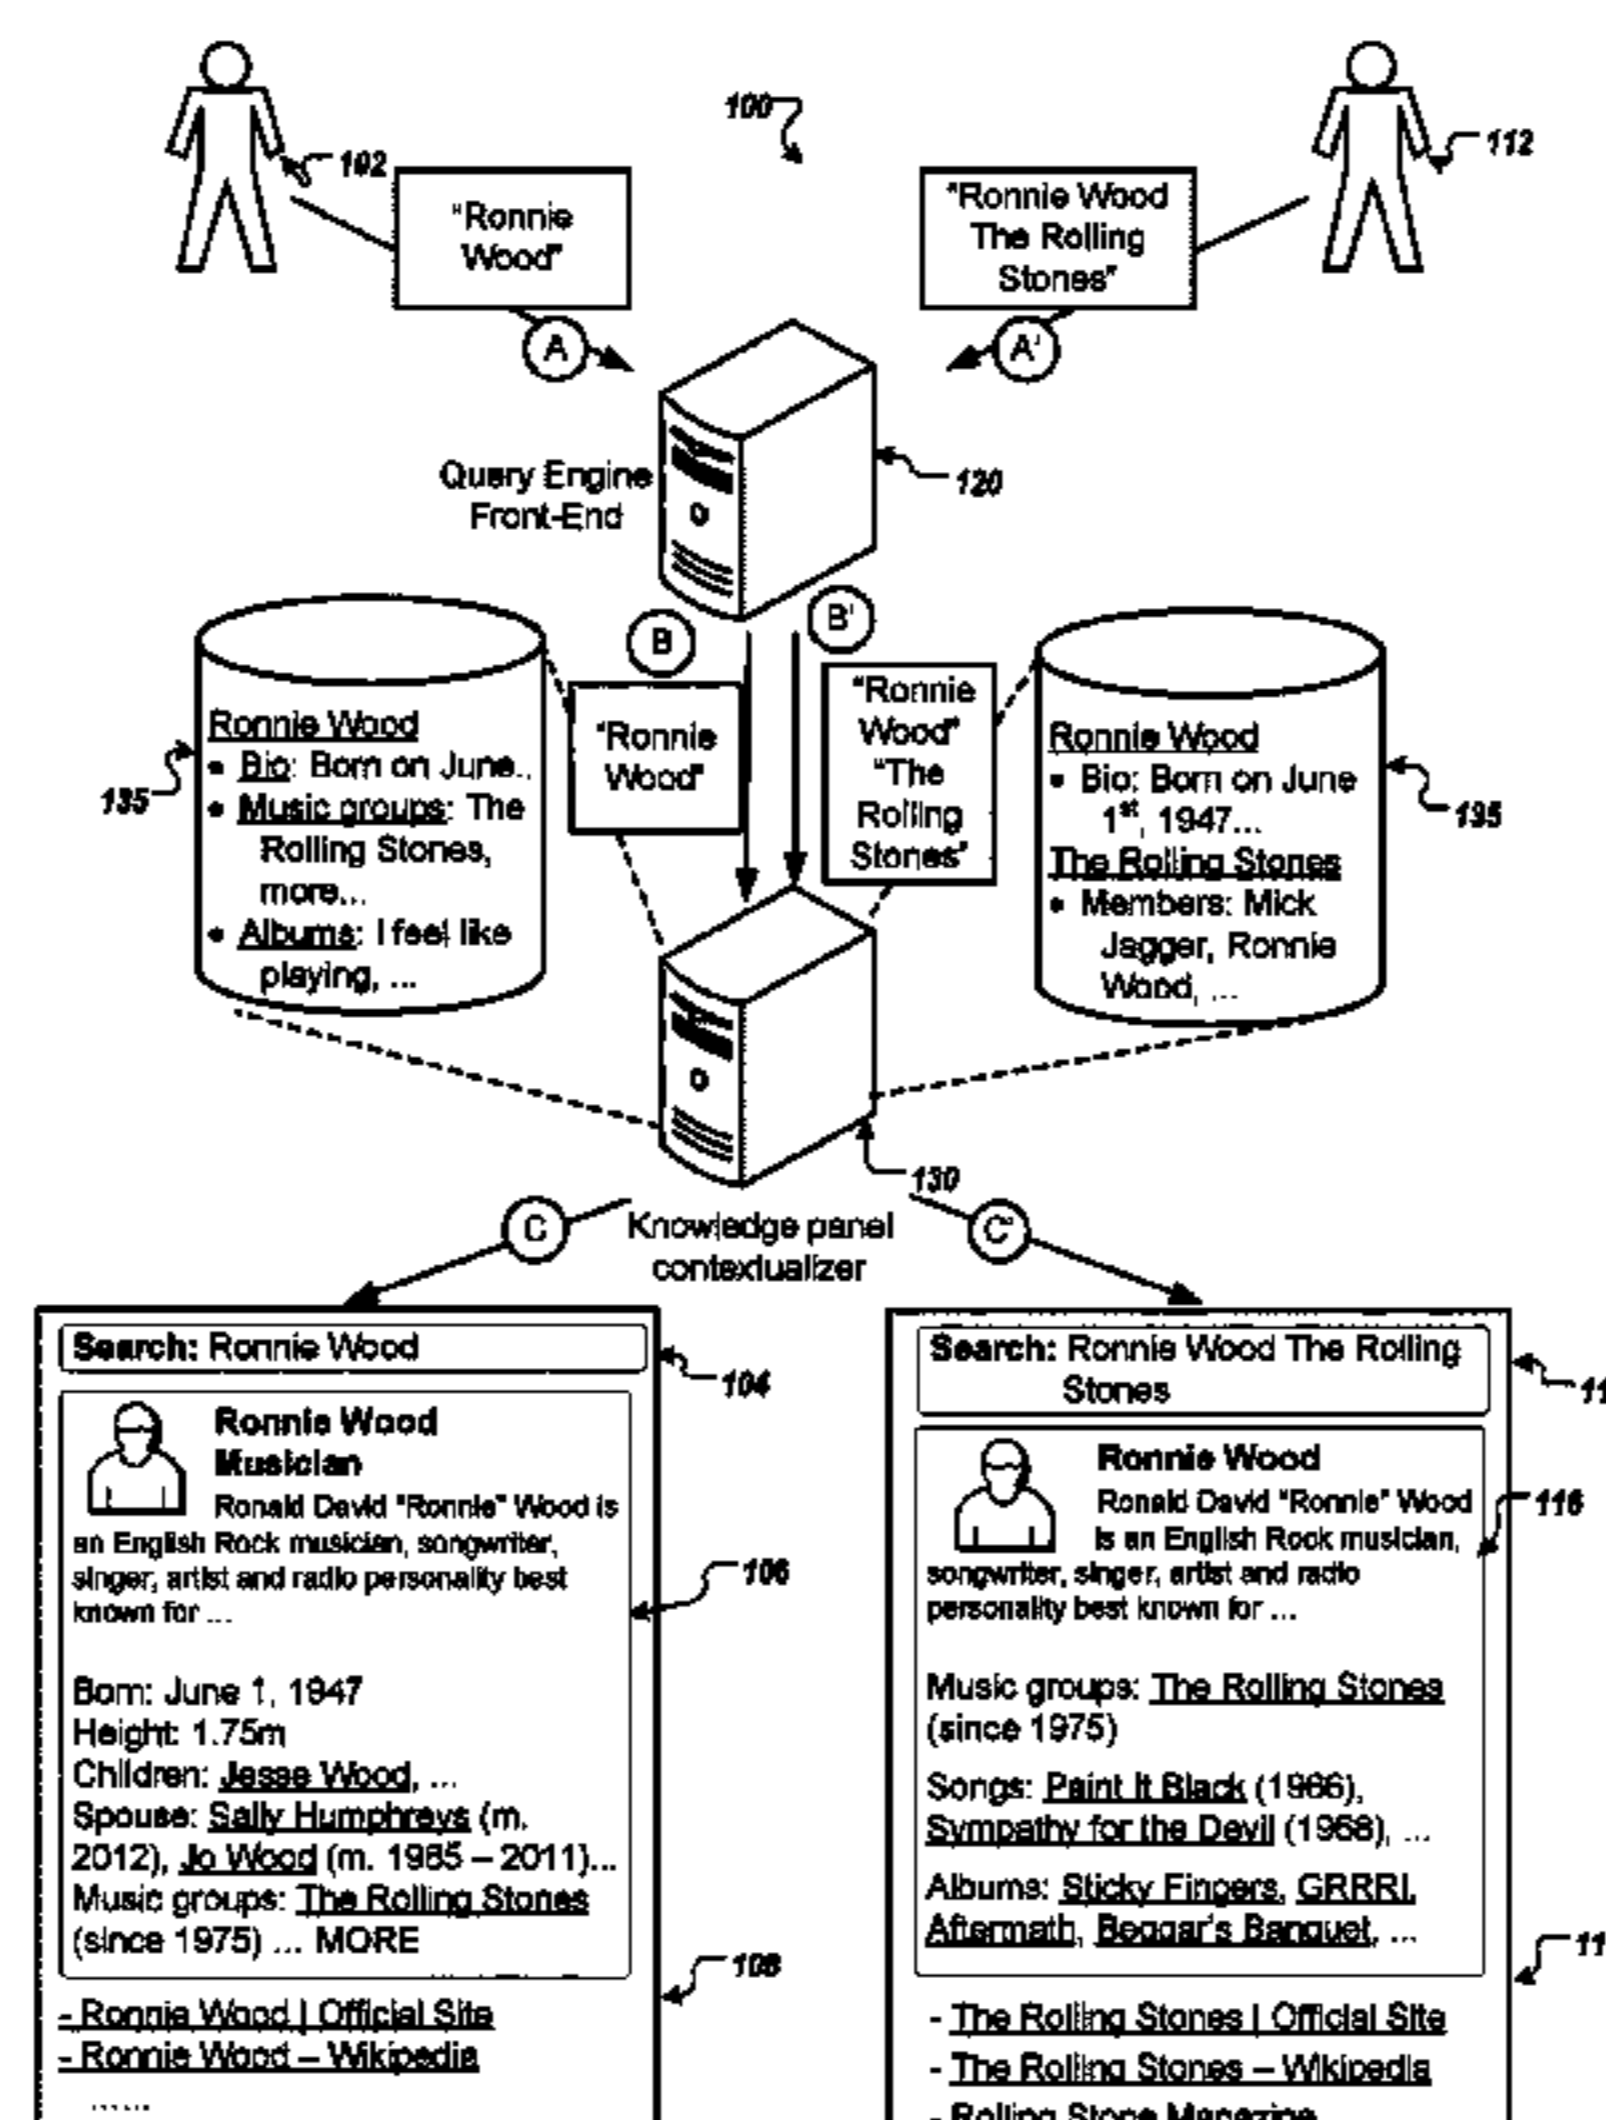 100
102
112
"Ronnie
Wood"
"Ronnie Wood
The Rolling
Stones"
A
A'
Query Engine
Front-End
120
B
B'
"Ronnie
Wood"
"Ronnie
Wood"
"The
Rolling
Stones"
Ronnie Wood
• Bio: Born on June..
• Music groups: The
Rolling Stones,
more...
• Albums: I feel like
playing, ...
135
Ronnie Wood
• Bio: Born on June
1st, 1947...
The Rolling Stones
• Members: Mick
Jagger, Ronnie
Wood, ...
135
130
Knowledge panel
contextualizer
C
C'
Search: Ronnie Wood
104
Ronnie Wood
Musician
Ronald David "Ronnie" Wood is
an English Rock musician, songwriter,
singer, artist and radio personality best
known for ...
106
Born: June 1, 1947
Height: 1.75m
Children: Jesse Wood, ...
Spouse: Sally Humphreys (m.
2012), Jo Wood (m. 1985 – 2011)...
Music groups: The Rolling Stones
(since 1975) ... MORE
108
- Ronnie Wood | Official Site
- Ronnie Wood – Wikipedia
......
Search: Ronnie Wood The Rolling
Stones
11
Ronnie Wood
Ronald David "Ronnie" Wood
is an English Rock musician,
songwriter, singer, artist and radio
personality best known for ...
116
Music groups: The Rolling Stones
(since 1975)
Songs: Paint It Black (1966),
Sympathy for the Devil (1968), ...
Albums: Sticky Fingers, GRRR!,
Aftermath, Beggar's Banquet, ...
11
- The Rolling Stones | Official Site
- The Rolling Stones – Wikipedia
- Rolling Stone Magazine